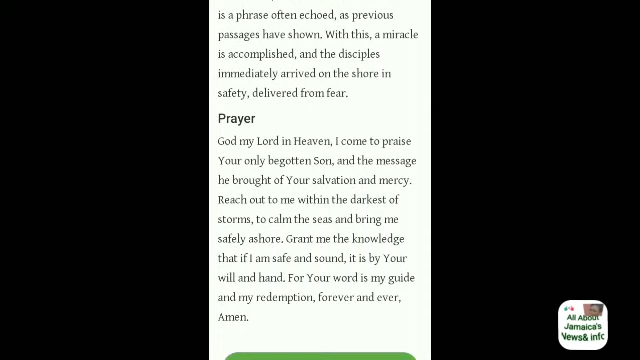 is a phrase often echoed, as previous
passages have shown. With this, a miracle
is accomplished, and the disciples
immediately arrived on the shore in
safety, delivered from fear.
Prayer
God my Lord in Heaven, I come to praise
Your only begotten Son, and the message
he brought of Your salvation and mercy.
Reach out to me within the darkest of
storms, to calm the seas and bring me
safely ashore. Grant me the knowledge
that if I am safe and sound, it is by Your
will and hand. For Your word is my guide
and my redemption, forever and ever,
Amen.
All About
Jamaica's
News& info